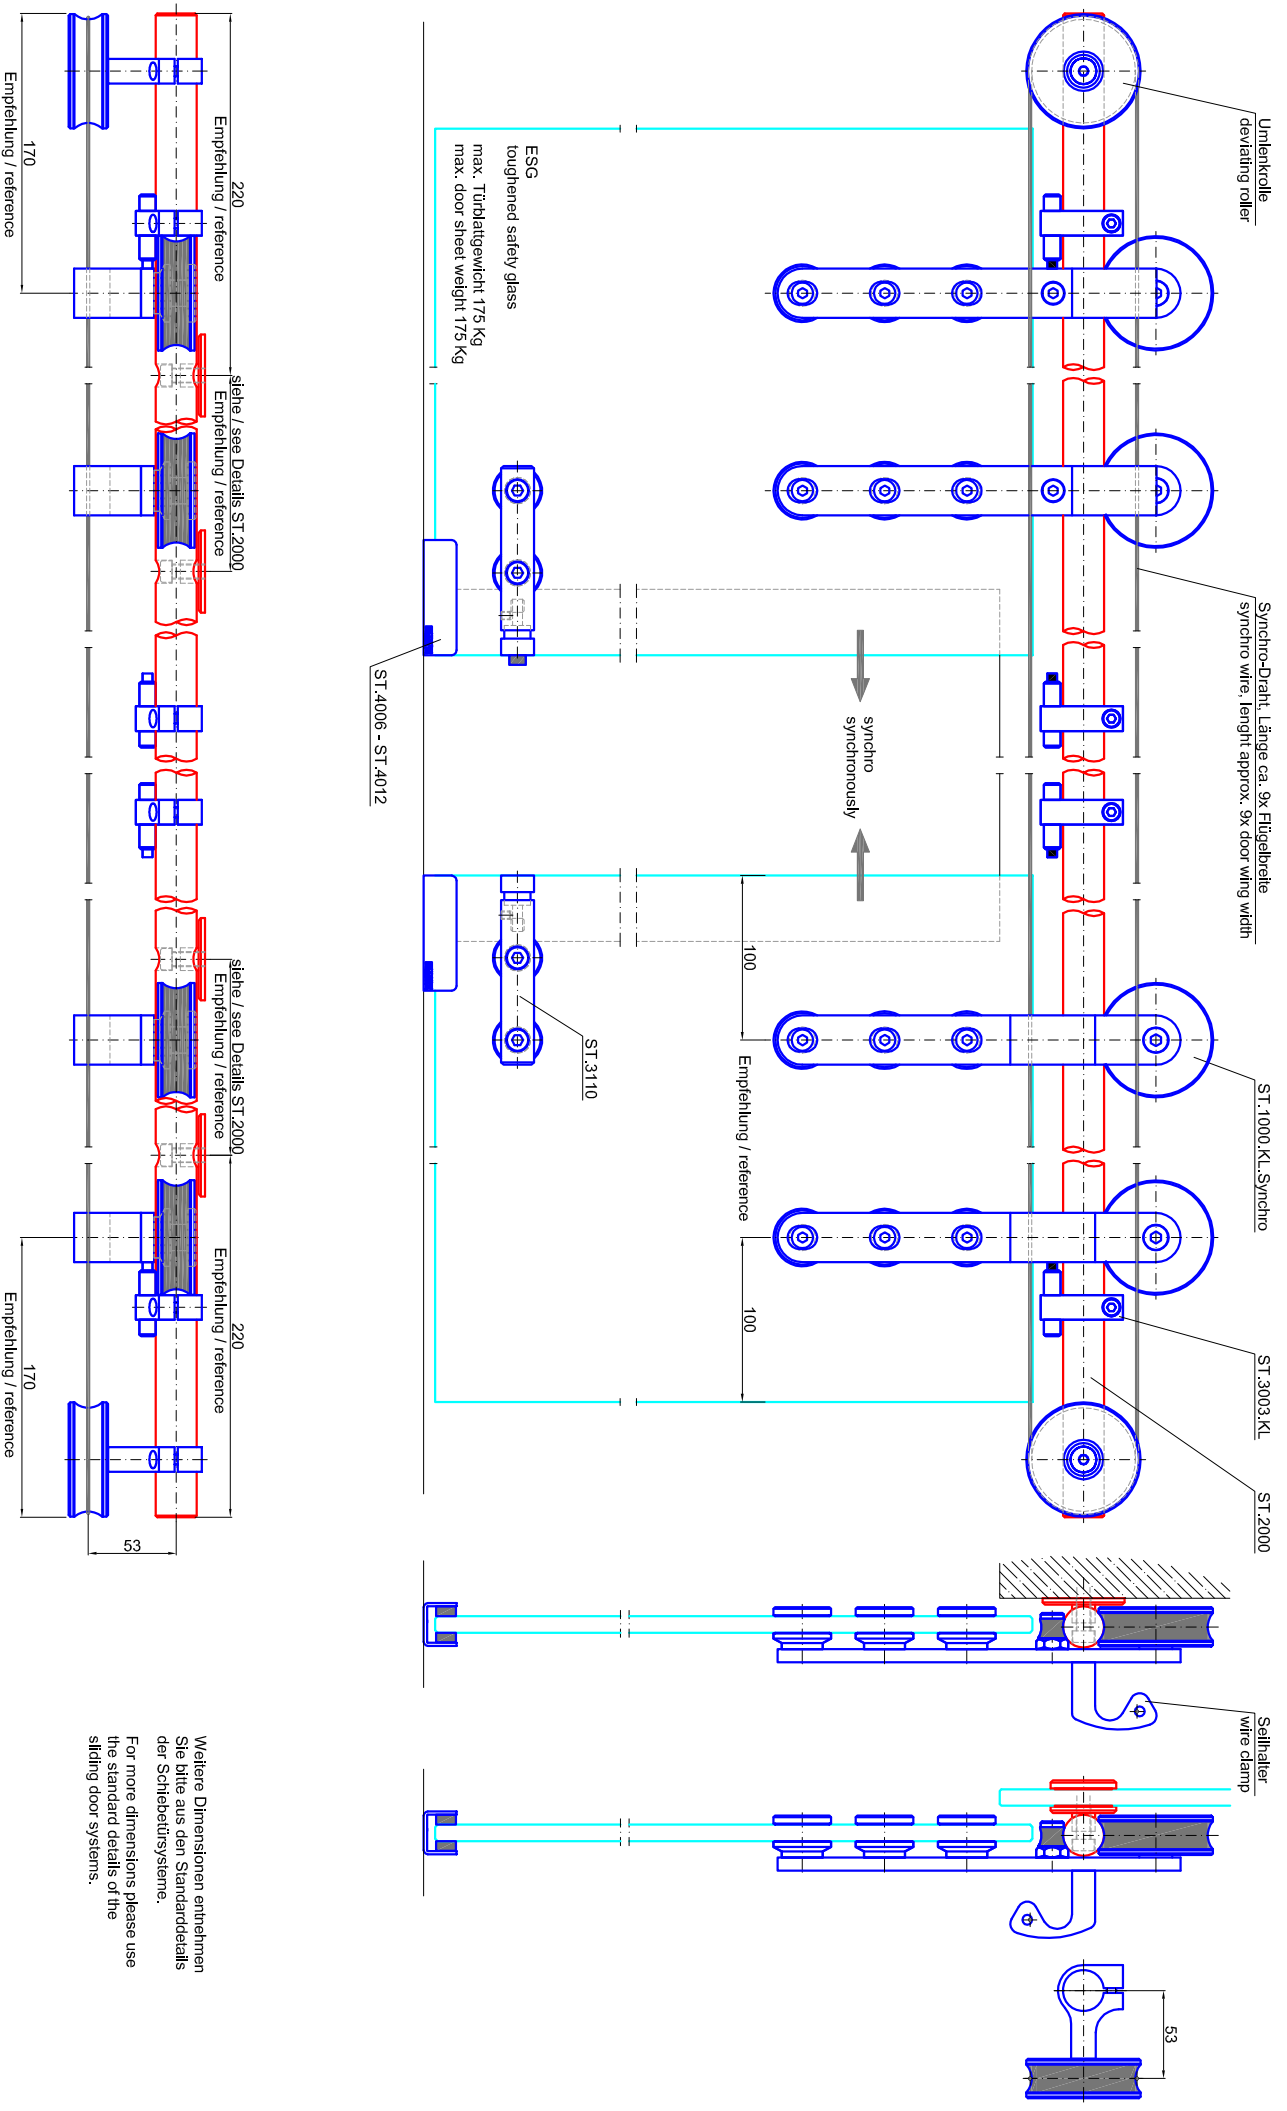 Umlenkrolle
deviating roller
Synchro-Draht, Länge ca. 9x Flügelbreite
synchro wire, lenght approx. 9x door wing width
ST.1000.KL.Synchro
ST.3003.KL
ST.2000
Seilhalter
wire clamp
53
synchro
synchronously
100
Empfehlung / reference
100
ESG
toughened safety glass
max. Türblattgewicht 175 Kg
max. door sheet weight 175 Kg
ST.3110
ST.4006 - ST.4012
220
Empfehlung / reference
siehe / see Details ST.2000
Empfehlung / reference
siehe / see Details ST.2000
Empfehlung / reference
220
Empfehlung / reference
170
Empfehlung / reference
170
Empfehlung / reference
53
Weitere Dimensionen entnehmen
Sie bitte aus den Standarddetails
der Schiebetürsysteme.
For more dimensions please use
the standard details of the
sliding door systems.